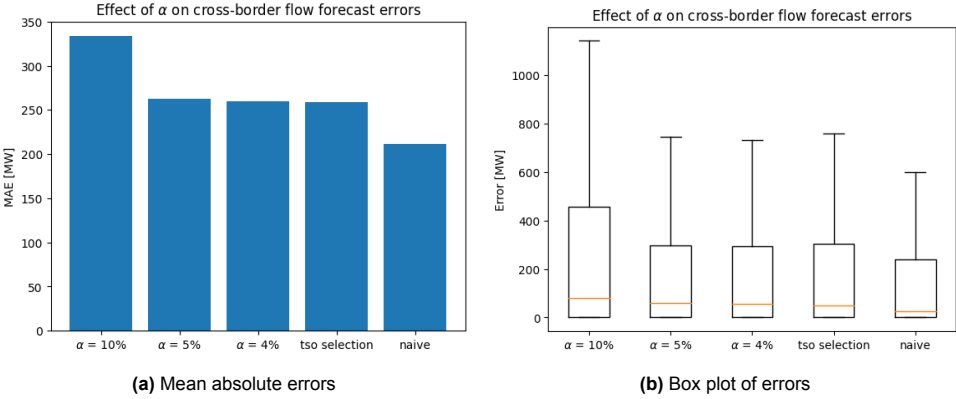 Effect of α on cross-border flow forecast errors
MAE [MW]
350
300
250
200
150
100
50
0
α = 10%
α = 5%
α = 4%
tso selection
naive
(a) Mean absolute errors
Effect of α on cross-border flow forecast errors
Error [MW]
1000
800
600
400
200
0
α = 10%
α = 5%
α = 4%
tso selection
naive
(b) Box plot of errors